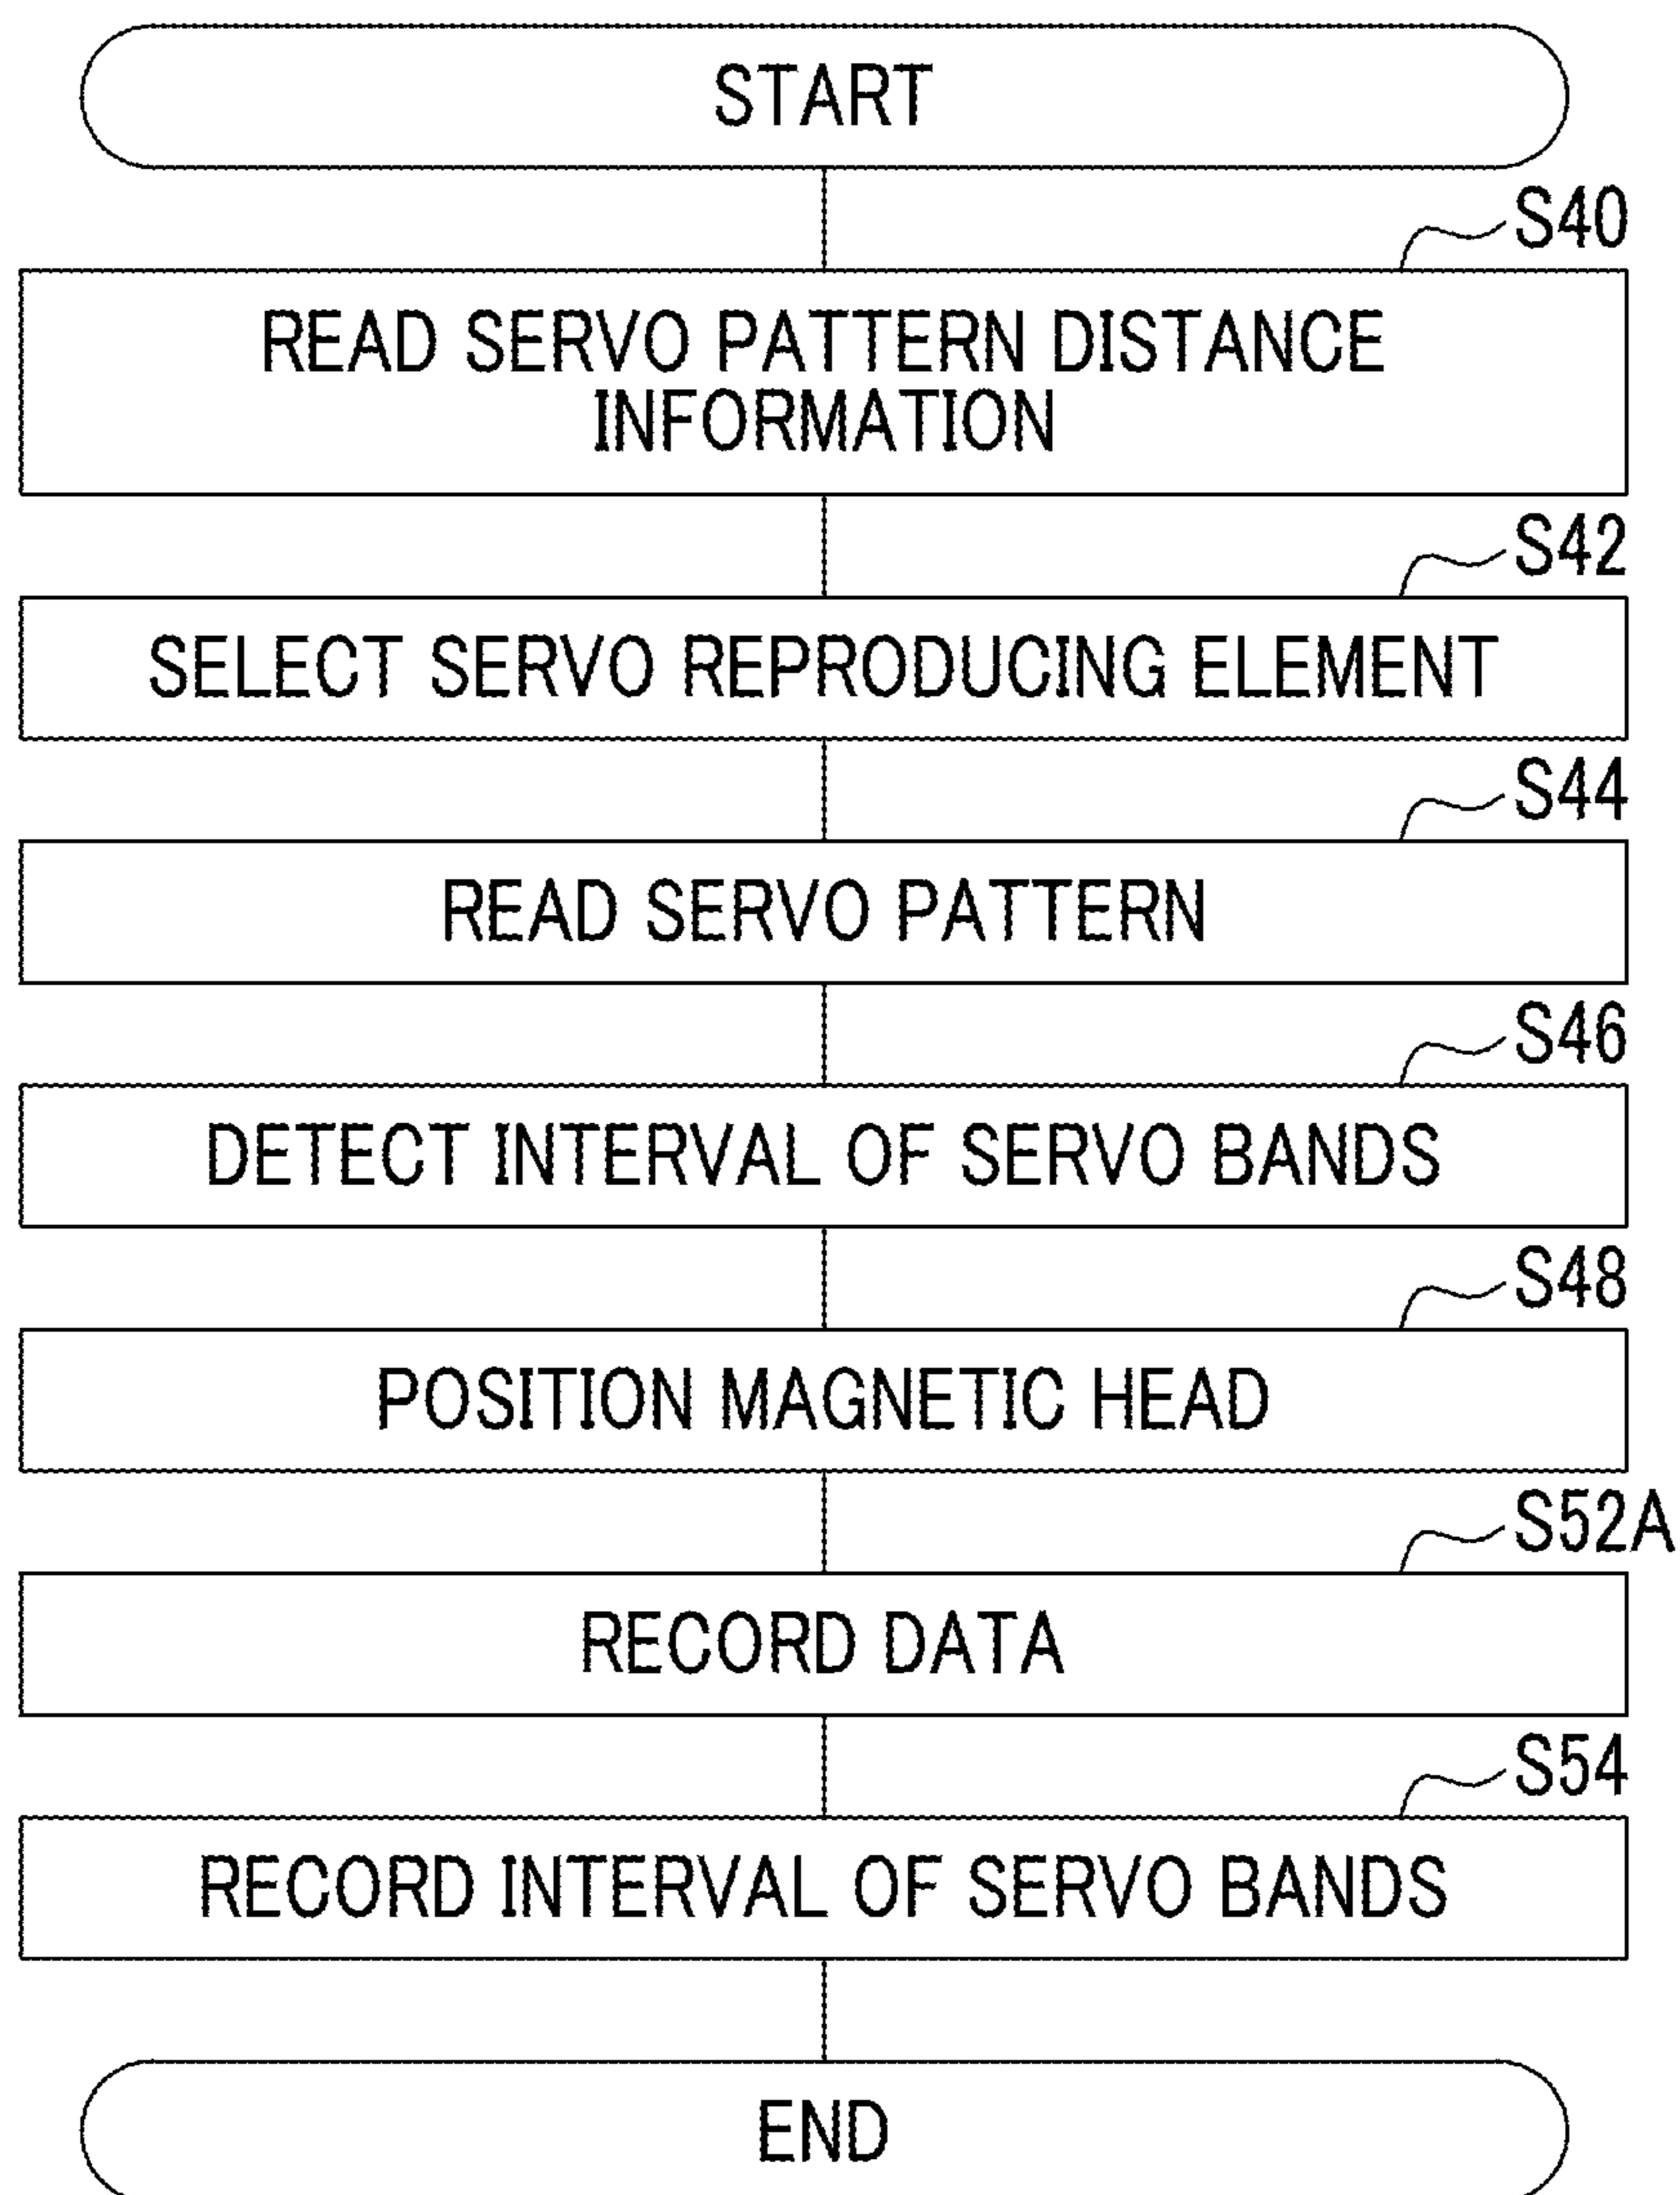 START
S40
READ SERVO PATTERN DISTANCE
INFORMATION
S42
SELECT SERVO REPRODUCING ELEMENT
S44
READ SERVO PATTERN
S46
DETECT INTERVAL OF SERVO BANDS
S48
POSITION MAGNETIC HEAD
S52A
RECORD DATA
S54
RECORD INTERVAL OF SERVO BANDS
END